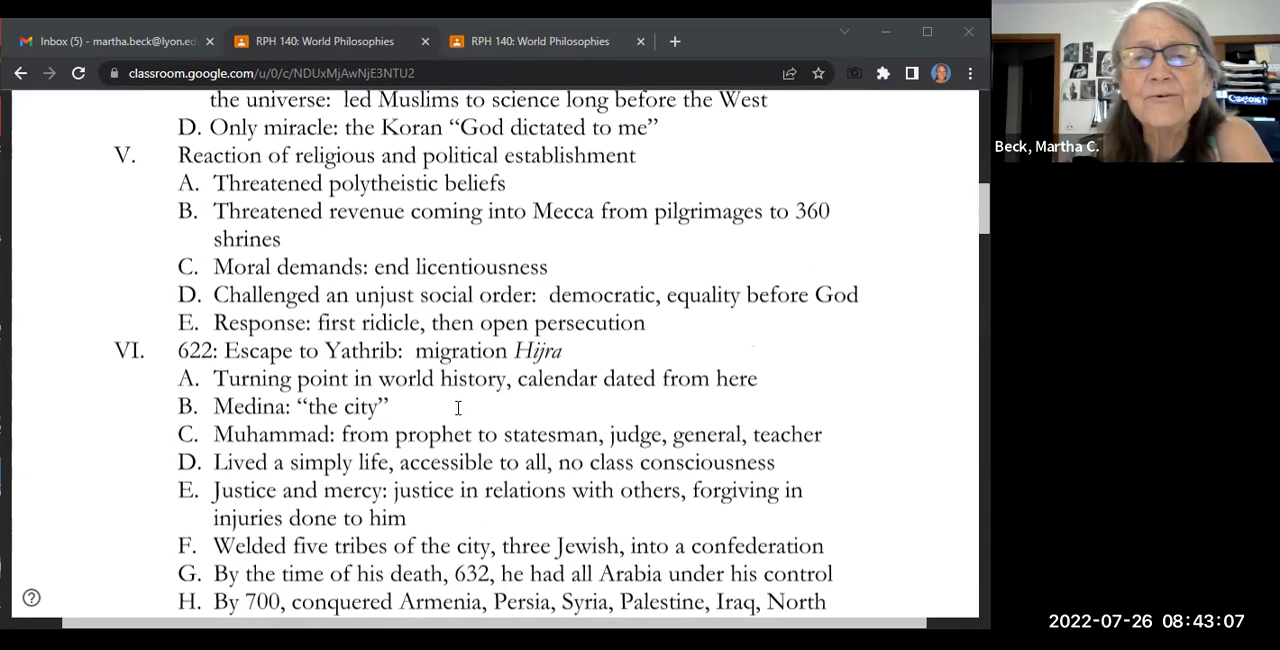 Inbox (5) - martha.beck@lyon.ed
RPH 140: World Philosophies
RPH 140: World Philosophies
classroom.google.com/u/0/c/NDUxMjAwNjE3NTU2
the universe: led Muslims to science long before the West
D. Only miracle: the Koran “God dictated to me”
V. Reaction of religious and political establishment
A. Threatened polytheistic beliefs
B. Threatened revenue coming into Mecca from pilgrimages to 360
shrines
C. Moral demands: end licentiousness
D. Challenged an unjust social order: democratic, equality before God
E. Response: first ridicle, then open persecution
VI. 622: Escape to Yathrib: migration Hijra
A. Turning point in world history, calendar dated from here
B. Medina: “the city”
C. Muhammad: from prophet to statesman, judge, general, teacher
D. Lived a simply life, accessible to all, no class consciousness
E. Justice and mercy: justice in relations with others, forgiving in
injuries done to him
F. Welded five tribes of the city, three Jewish, into a confederation
G. By the time of his death, 632, he had all Arabia under his control
H. By 700, conquered Armenia, Persia, Syria, Palestine, Iraq, North
Beck, Martha C.
2022-07-26 08:43:07